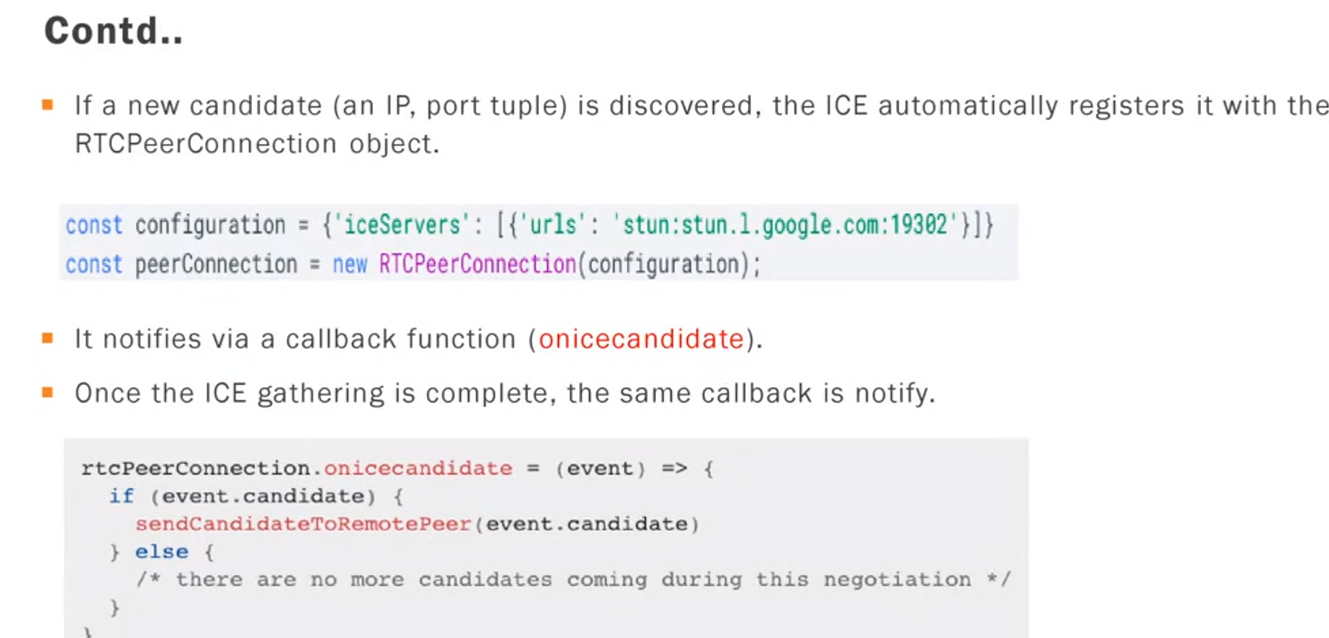 Contd..
If a new candidate (an IP, port tuple) is discovered, the ICE automatically registers it with the
RTCPeerConnection object.
const configuration = {'iceServers': [{'urls': 'stun:stun.l.google.com:19302'}]}
const peerConnection = new RTCPeerConnection(configuration);
It notifies via a callback function (onicecandidate).
Once the ICE gathering is complete, the same callback is notify.
rtcPeerConnection.onicecandidate = (event) => {
if (event.candidate) {
sendCandidateToRemotePeer(event.candidate)
} else {
/* there are no more candidates coming during this negotiation */
}
}